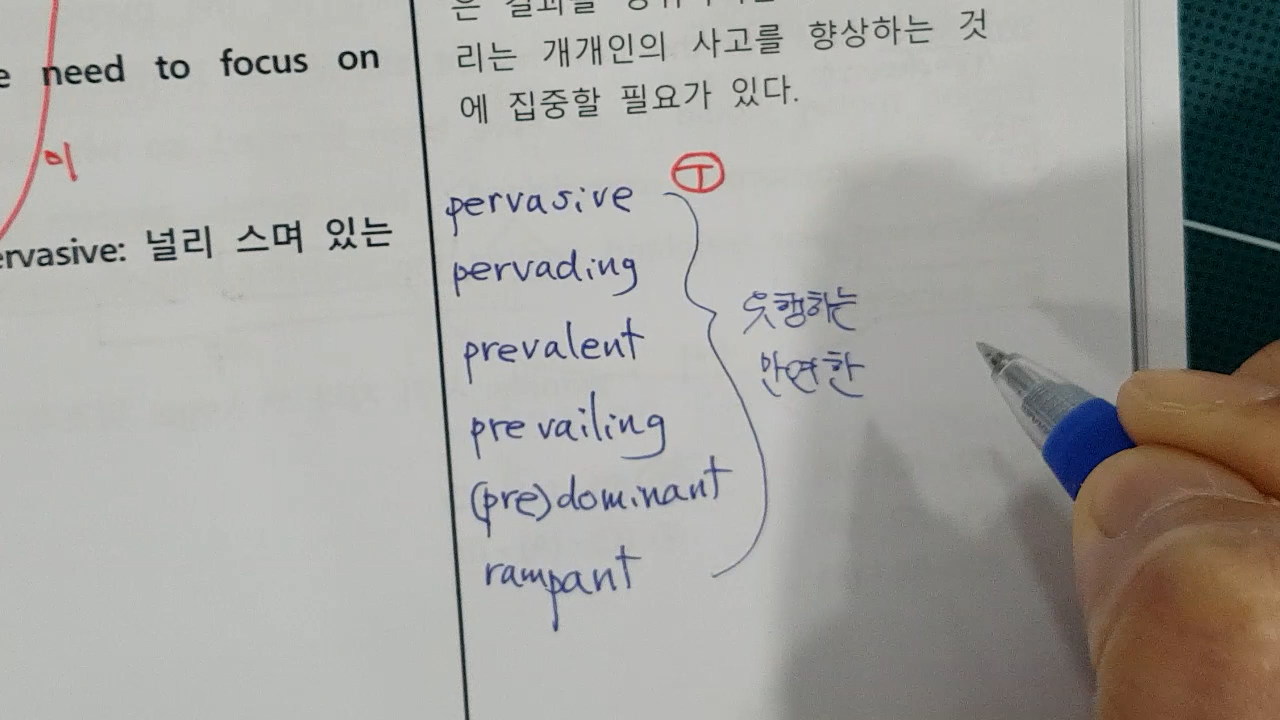 need to focus on
이
리는 개개인의 사고를 향상하는 것
에 집중할 필요가 있다.
ervasive: 널리 스며 있는
T
pervasive
pervading
prevalent
prevailing
(pre)dominant
rampant
유행하는
만연한